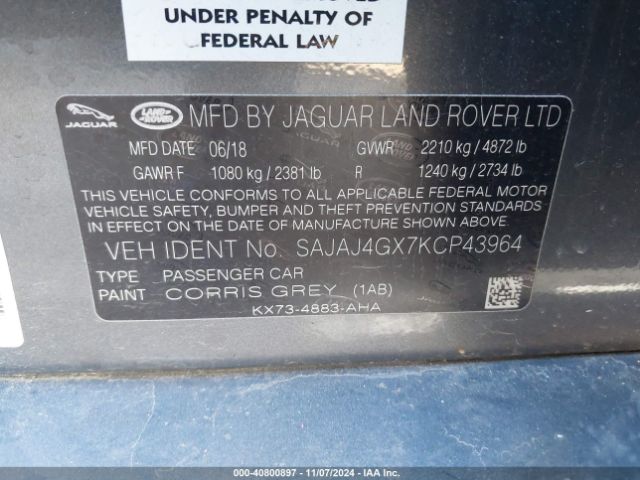 UNDER PENALTY OF
FEDERAL LAW
JAGUAR LAND ROVER MFD BY JAGUAR LAND ROVER LTD
MFD DATE 06/18 GVWR 2210 kg / 4872 lb
GAWR F 1080 kg / 2381 lb R 1240 kg / 2734 lb
THIS VEHICLE CONFORMS TO ALL APPLICABLE FEDERAL MOTOR
VEHICLE SAFETY, BUMPER AND THEFT PREVENTION STANDARDS
IN EFFECT ON THE DATE OF MANUFACTURE SHOWN ABOVE.
VEH IDENT No. SAJAJ4GX7KCP43964
TYPE PASSENGER CAR
PAINT CORRIS GREY (1AB)
KX73-4883-AHA
000-40800897 - 11/07/2024 - IAAI.COM